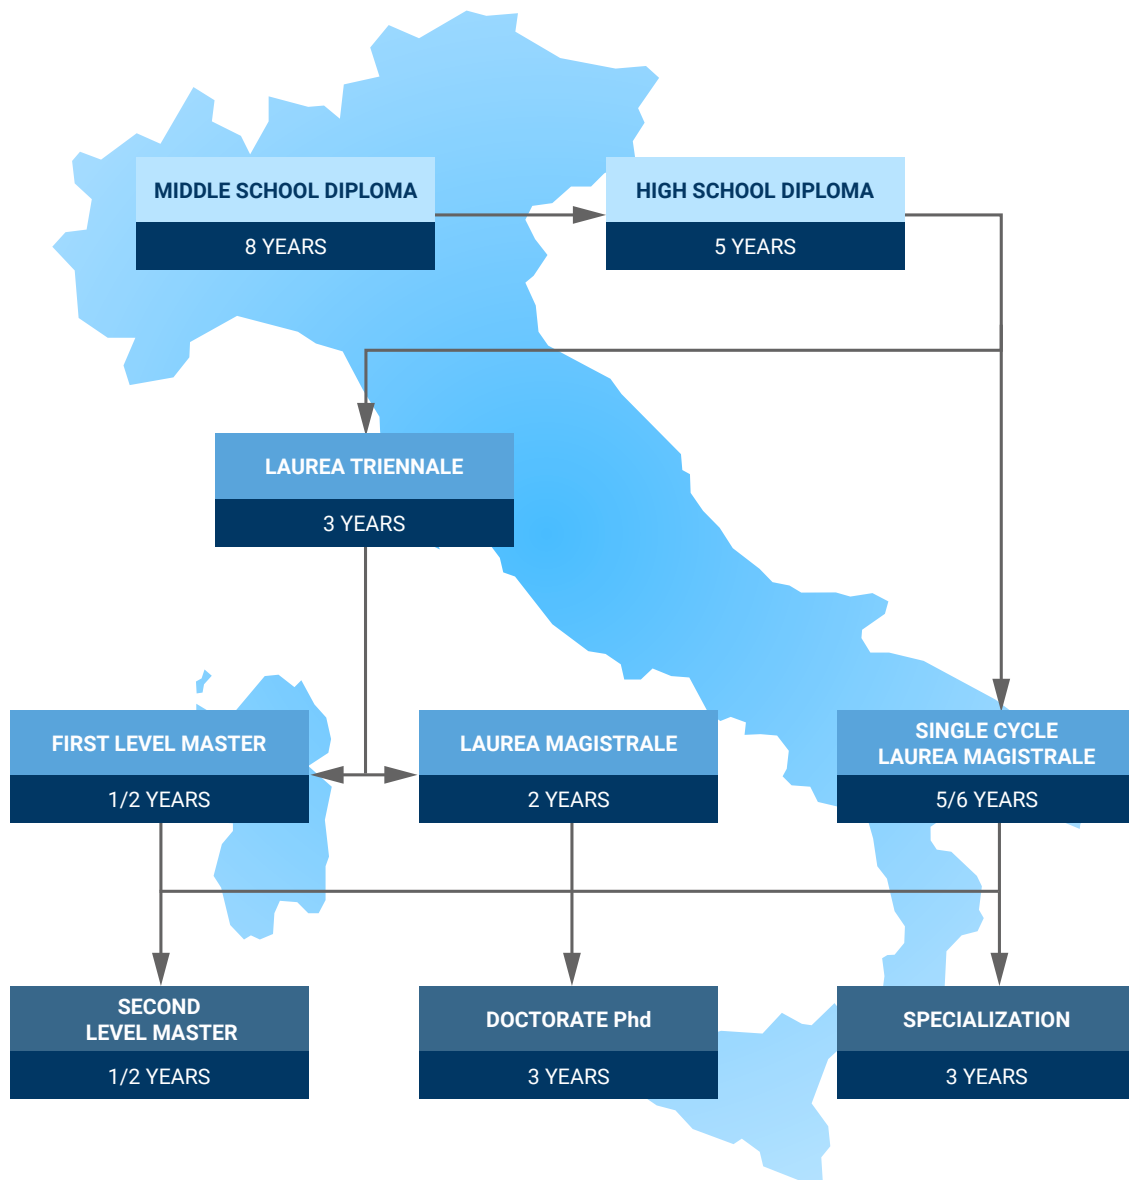 MIDDLE SCHOOL DIPLOMA
8 YEARS
HIGH SCHOOL DIPLOMA
5 YEARS
LAUREA TRIENNALE
3 YEARS
FIRST LEVEL MASTER
1/2 YEARS
LAUREA MAGISTRALE
2 YEARS
SINGLE CYCLE
LAUREA MAGISTRALE
5/6 YEARS
SECOND
LEVEL MASTER
1/2 YEARS
DOCTORATE Phd
3 YEARS
SPECIALIZATION
3 YEARS